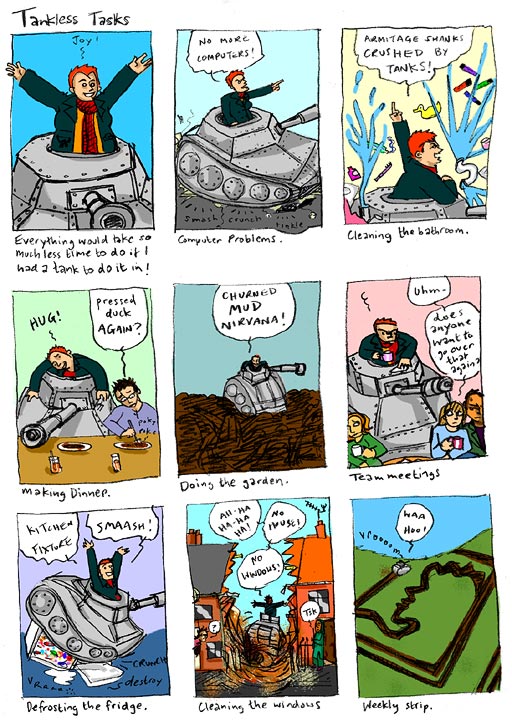 Tankless Tasks
JOY!
Everything would take so
much less time to do if I
had a tank to do it in!
NO MORE
COMPUTERS!
smash crunch tinkle
Computer Problems.
ARMITAGE SHANKS
CRUSHED BY
TANKS!
Cleaning the bathroom.
HUG!
pressed
duck
AGAIN?
poke
Making Dinner.
CHURNED
MUD
NIRVANA!
Doing the garden.
Uhm..
does
anyone
want to
go over
that
again?
Team meetings
KITCHEN
FIXTURE
SMAASH!
CRUNCH
destroy
Defrosting the fridge.
AH-HA
HA-HA
HA!
NO
HOUSE!
NO
WINDOWS!
?
TSK
Cleaning the windows
WAA
HOO!
vroooom
Weekly strip.